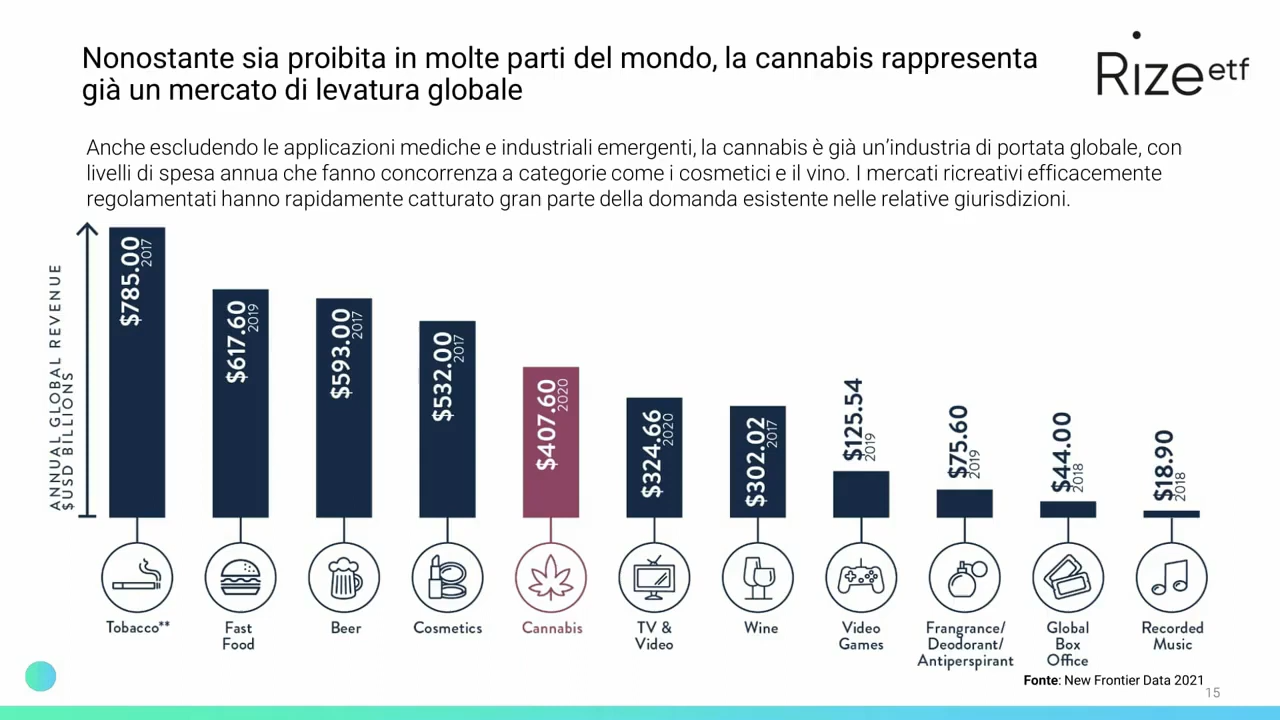 Nonostante sia proibita in molte parti del mondo, la cannabis rappresenta
già un mercato di levatura globale
Rize etf
Anche escludendo le applicazioni mediche e industriali emergenti, la cannabis è già un'industria di portata globale, con
livelli di spesa annua che fanno concorrenza a categorie come i cosmetici e il vino. I mercati ricreativi efficacemente
regolamentati hanno rapidamente catturato gran parte della domanda esistente nelle relative giurisdizioni.
ANNUAL GLOBAL REVENUE
$USD BILLIONS
$785.00
2017
$617.60
2019
$593.00
2017
$532.00
2017
$407.60
2020
$324.66
2020
$302.02
2017
$125.54
2019
$75.60
2019
$44.00
2018
$18.90
2018
Tobacco**
Fast
Food
Beer
Cosmetics
Cannabis
TV &
Video
Wine
Video
Games
Frangrance/
Deodorant/
Antiperspirant
Global
Box
Office
Recorded
Music
Fonte: New Frontier Data 2021
15